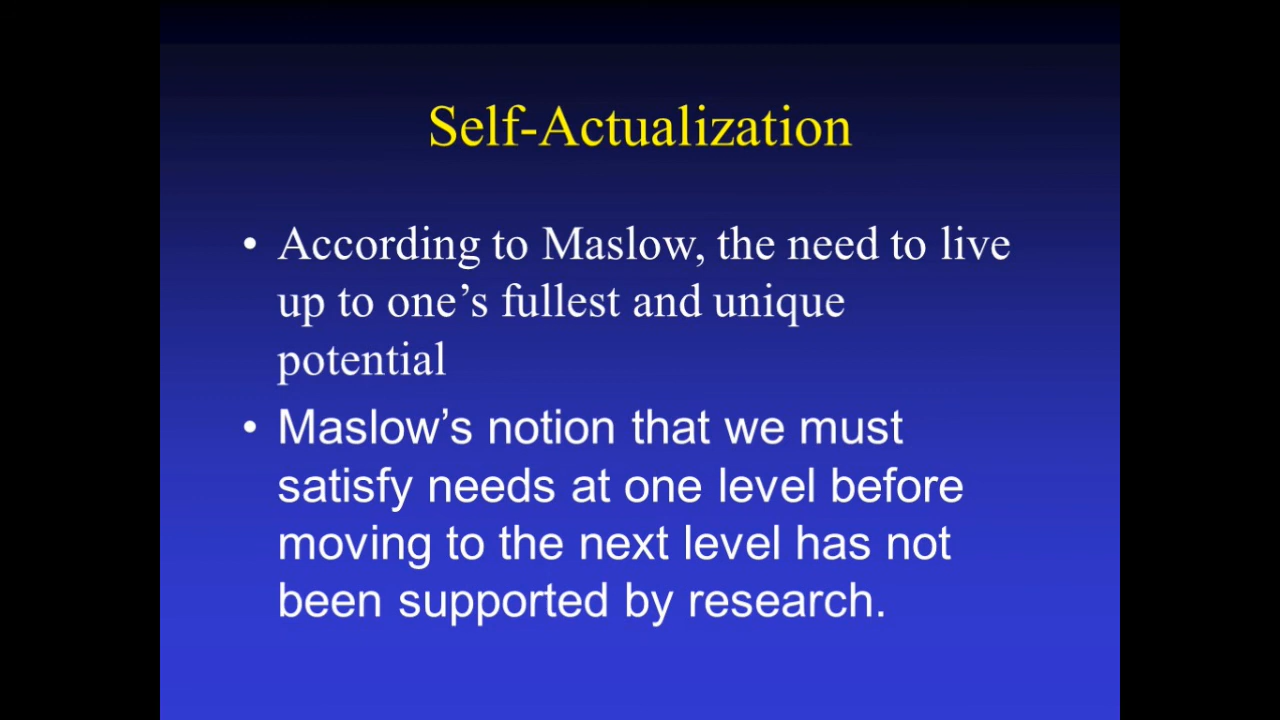 Self-Actualization
• According to Maslow, the need to live
up to one’s fullest and unique
potential
• Maslow’s notion that we must
satisfy needs at one level before
moving to the next level has not
been supported by research.